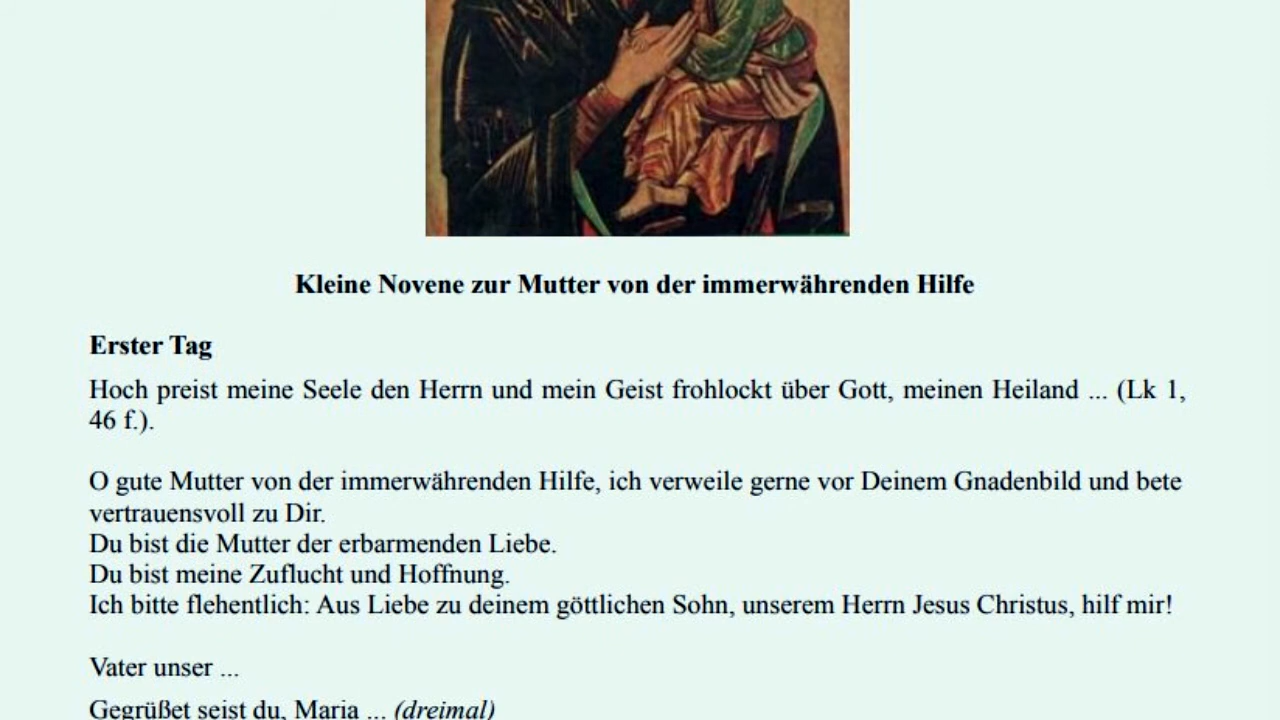 Kleine Novene zur Mutter von der immerwährenden Hilfe
Erster Tag
Hoch preist meine Seele den Herrn und mein Geist frohlockt über Gott, meinen Heiland ... (Lk 1,
46 f.).
O gute Mutter von der immerwährenden Hilfe, ich verweile gerne vor Deinem Gnadenbild und bete
vertrauensvoll zu Dir.
Du bist die Mutter der erbarmenden Liebe.
Du bist meine Zuflucht und Hoffnung.
Ich bitte flehentlich: Aus Liebe zu deinem göttlichen Sohn, unserem Herrn Jesus Christus, hilf mir!
Vater unser ...
Gegrüßet seist du, Maria ... (dreimal)